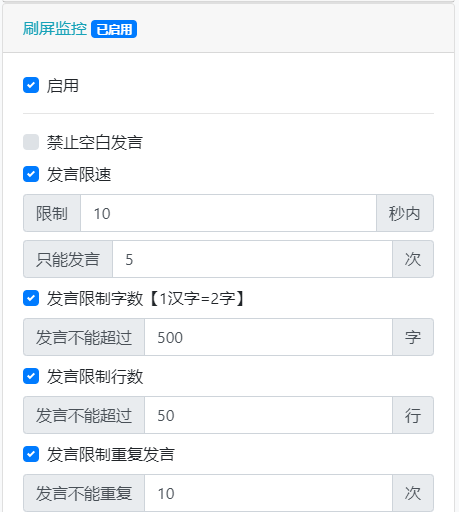 刷屏监控 已启用
启用
禁止空白发言
发言限速
限制 10 秒内
只能发言 5 次
发言限制字数【1汉字=2字】
发言不能超过 500 字
发言限制行数
发言不能超过 50 行
发言限制重复发言
发言不能重复 10 次